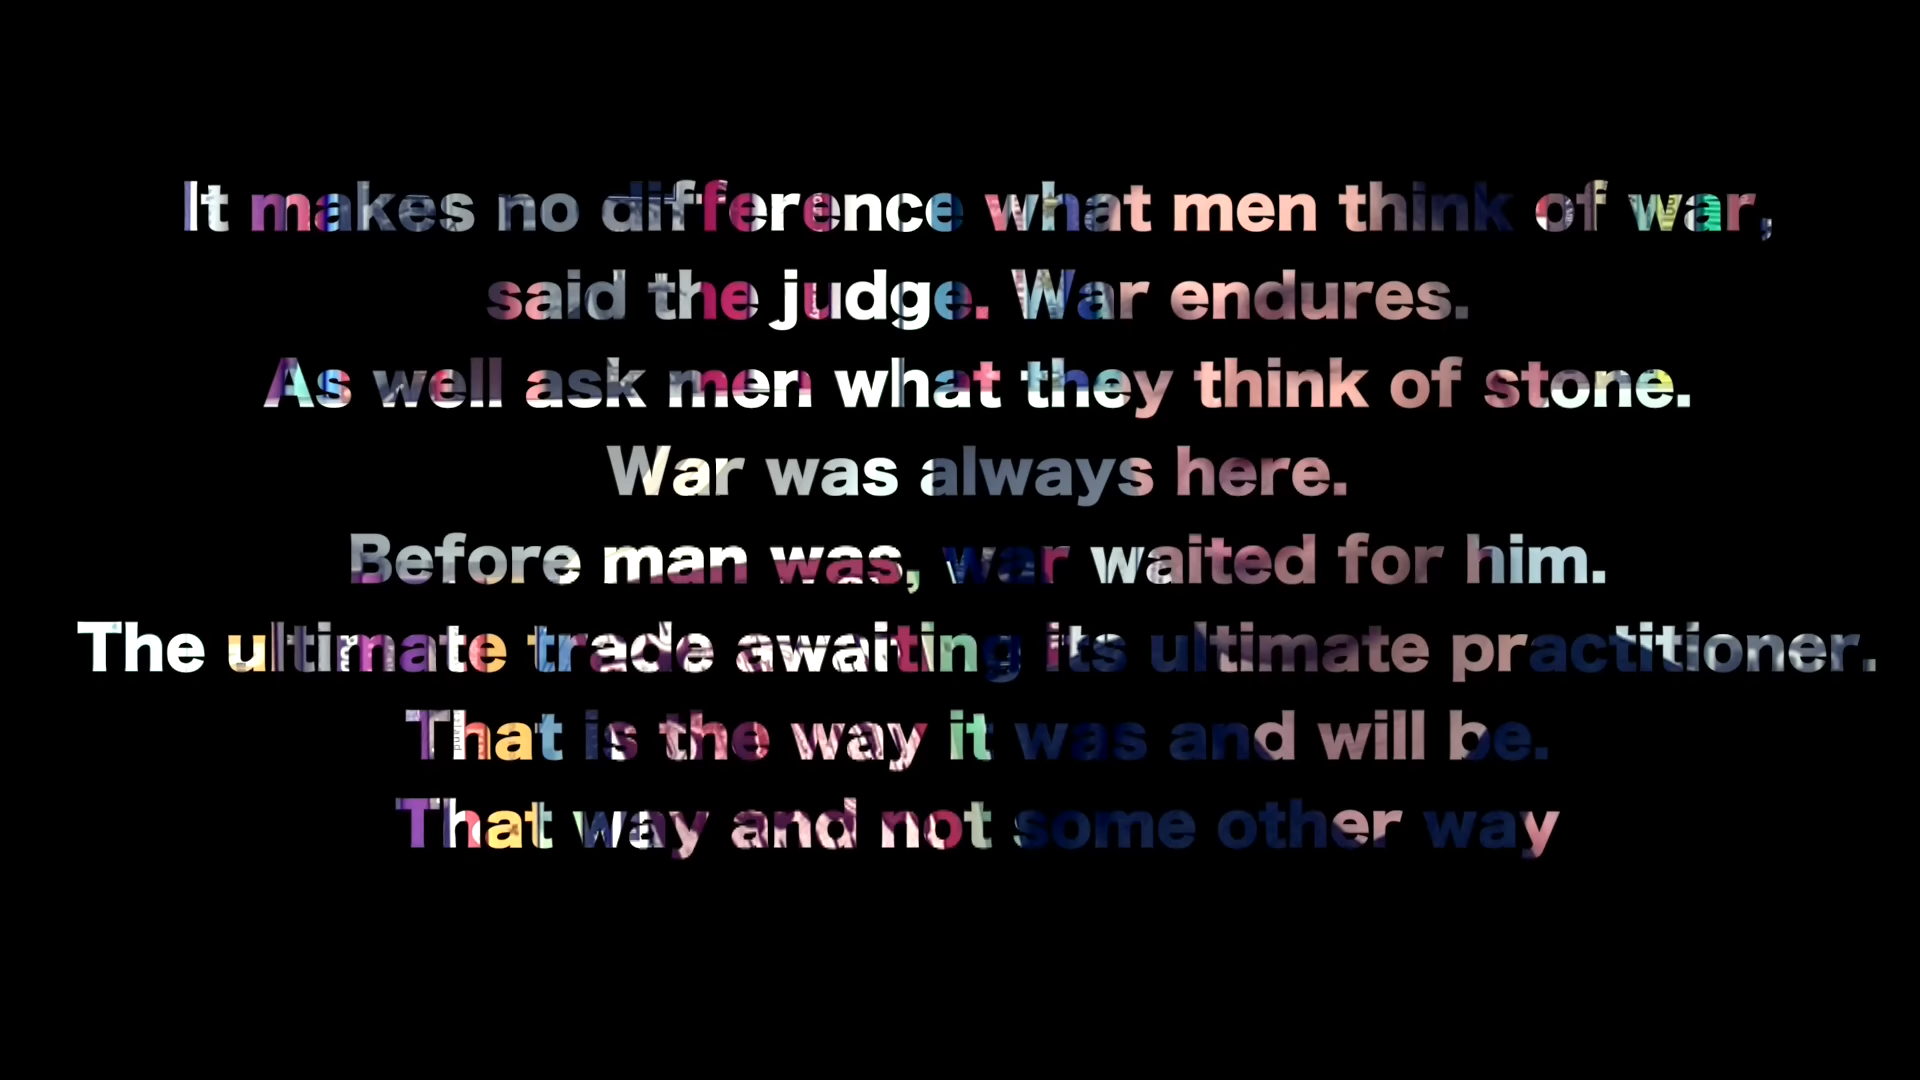 It makes no difference what men think of war,
said the judge. War endures.
As well ask men what they think of stone.
War was always here.
Before man was, war waited for him.
The ultimate trade awaiting its ultimate practitioner.
That is the way it was and will be.
That way and not some other way